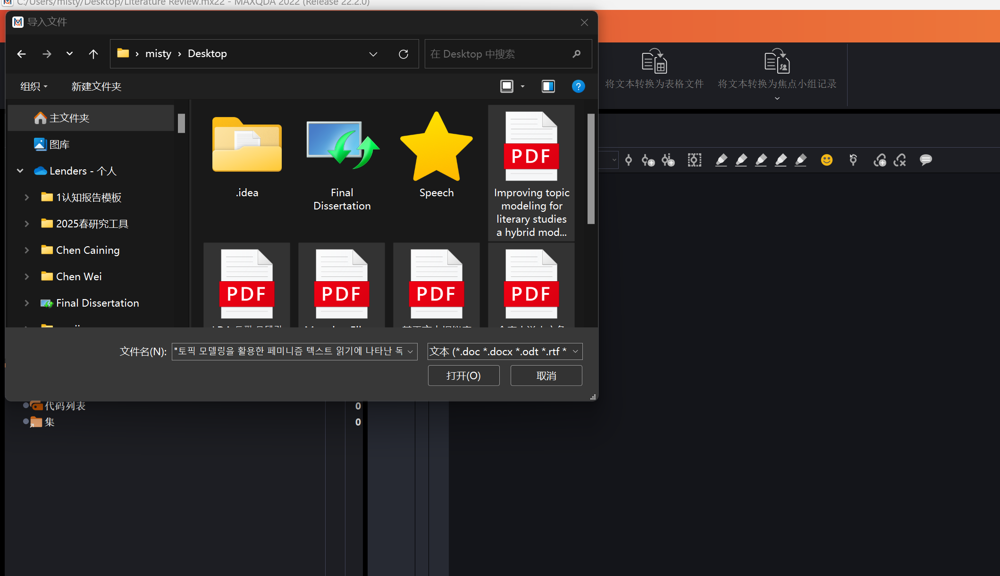 C:/Users/misty/Desktop/Literature Review.mx22 - MAXQDA 2022 (Release 22.2.0)
导入文件
misty › Desktop
在 Desktop 中搜索
组织
新建文件夹
将文本转换为表格文件
将文本转换为焦点小组记录
主文件夹
图库
Lenders - 个人
1认知报告模板
2025春研究工具
Chen Caining
Chen Wei
Final Dissertation
.idea
Final
Dissertation
Speech
Improving topic
modeling for
literary studies
a hybrid mod...
PDF
PDF
PDF
PDF
PDF
文件名(N):
"토픽 모델링을 활용한 페미니즘 텍스트 읽기에 나타난 독
文本 (*.doc *.docx *.odt *.rtf *
打开(O)
取消
代码列表
0
集
0